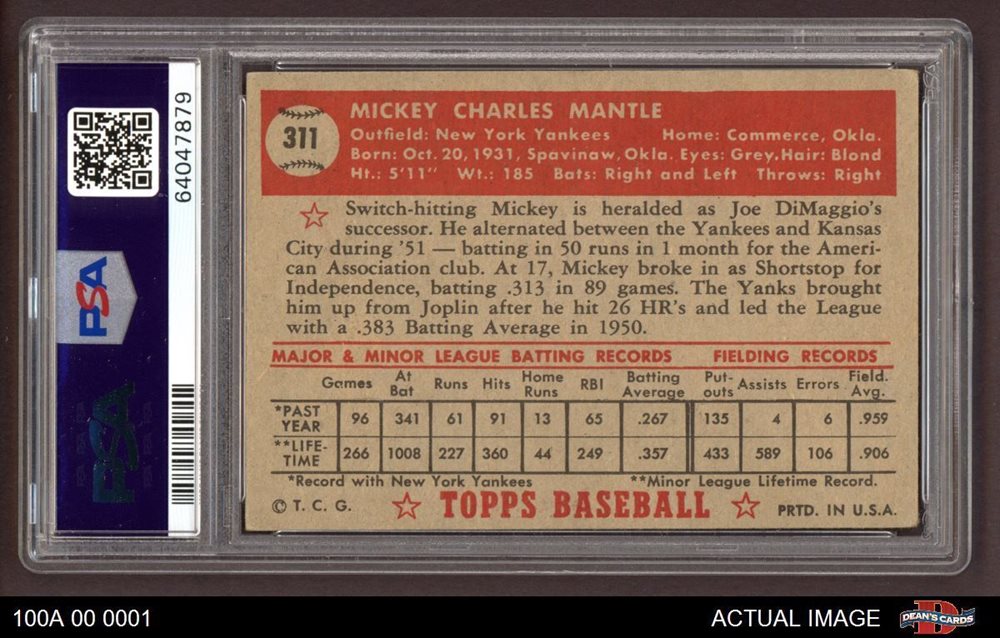 64047879
PSA
PSA
311
MICKEY CHARLES MANTLE
Outfield: New York Yankees Home: Commerce, Okla.
Born: Oct. 20, 1931, Spavinaw, Okla. Eyes: Grey. Hair: Blond
Ht.: 5'11" Wt.: 185 Bats: Right and Left Throws: Right
Switch-hitting Mickey is heralded as Joe DiMaggio's
successor. He alternated between the Yankees and Kansas
City during '51 — batting in 50 runs in 1 month for the Ameri-
can Association club. At 17, Mickey broke in as Shortstop for
Independence, batting .313 in 89 games. The Yanks brought
him up from Joplin after he hit 26 HR's and led the League
with a .383 Batting Average in 1950.
MAJOR & MINOR LEAGUE BATTING RECORDS FIELDING RECORDS
Games At Bat Runs Hits Home Runs RBI Batting Average Put-outs Assists Errors Field. Avg.
*PAST YEAR 96 341 61 91 13 65 .267 135 4 6 .959
**LIFE-TIME 266 1008 227 360 44 249 .357 433 589 106 .906
*Record with New York Yankees **Minor League Lifetime Record.
© T. C. G. TOPPS BASEBALL PRTD. IN U.S.A.
100A 00 0001 ACTUAL IMAGE DEAN'S CARDS